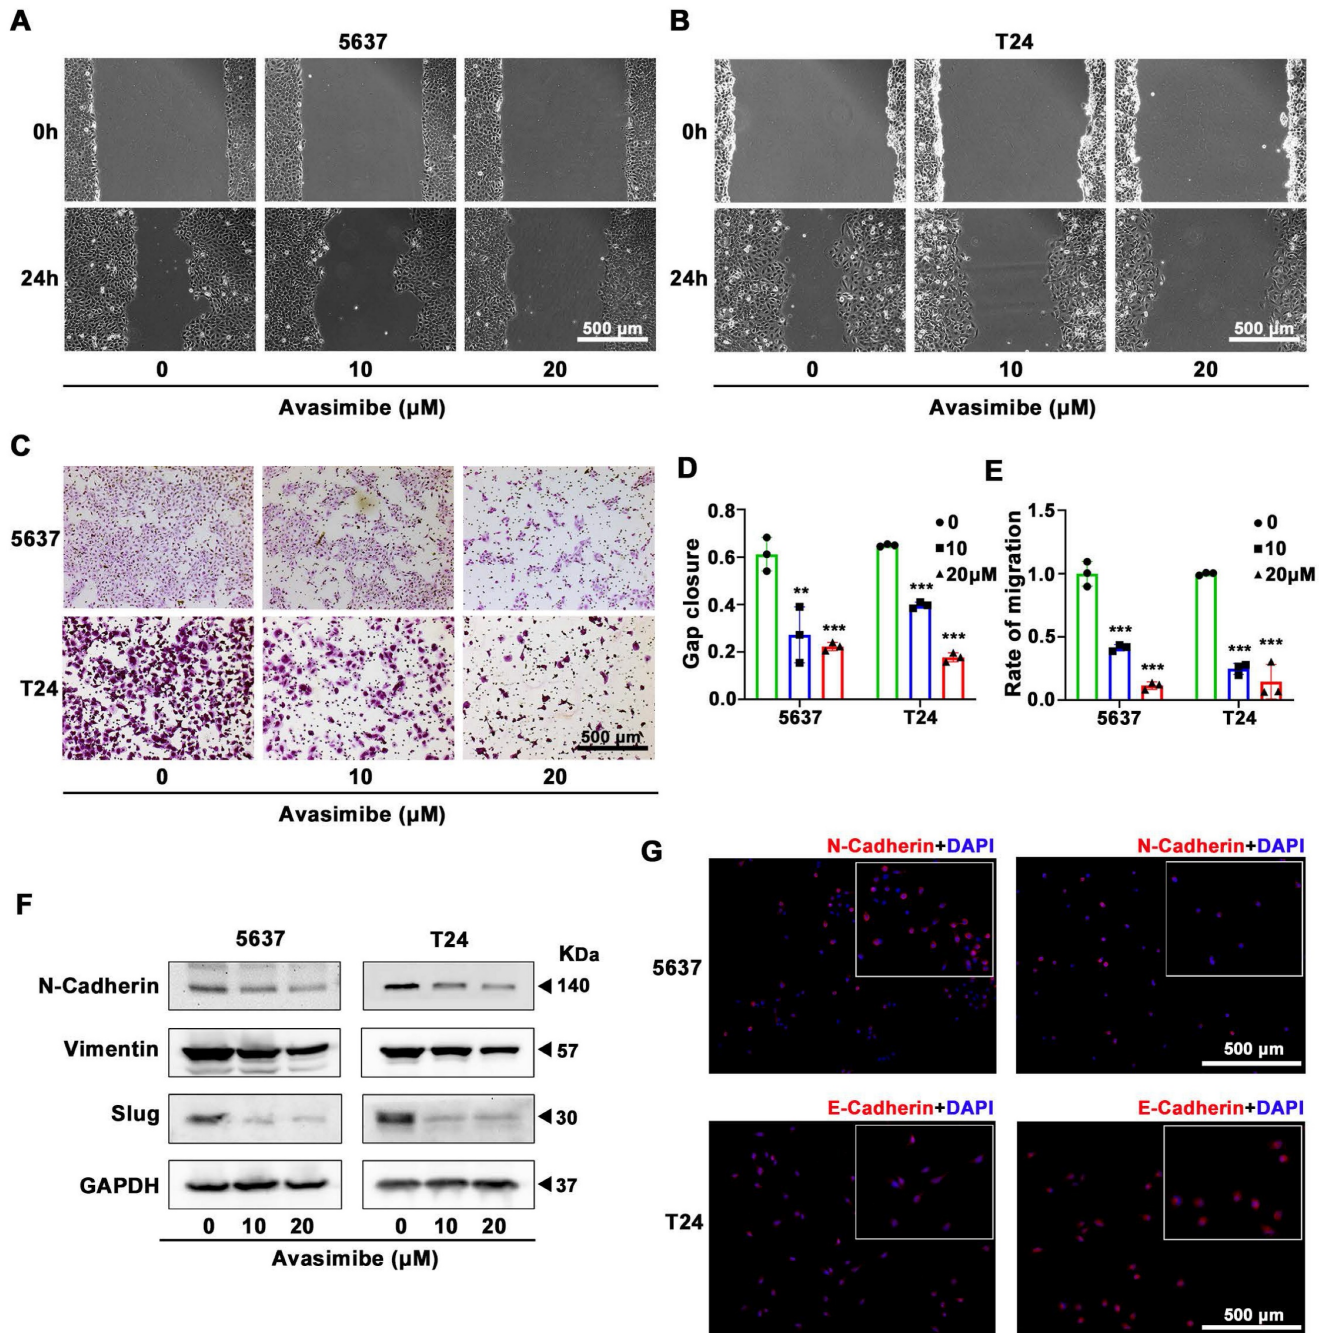 A
5637
0h
24h
500 µm
0 10 20
Avasimibe (µM)
B
T24
0h
24h
500 µm
0 10 20
Avasimibe (µM)
C
5637
T24
500 µm
0 10 20
Avasimibe (µM)
D
Gap closure
0.8
0.6
0.4
0.2
0.0
0
10
20µM
** *** *** ***
5637 T24
E
Rate of migration
1.5
1.0
0.5
0.0
0
10
20µM
*** *** *** ***
5637 T24
F
5637 T24 KDa
N-Cadherin 140
Vimentin 57
Slug 30
GAPDH 37
0 10 20 0 10 20
Avasimibe (µM)
G
N-Cadherin+DAPI N-Cadherin+DAPI
5637
500 µm
E-Cadherin+DAPI E-Cadherin+DAPI
T24
500 µm